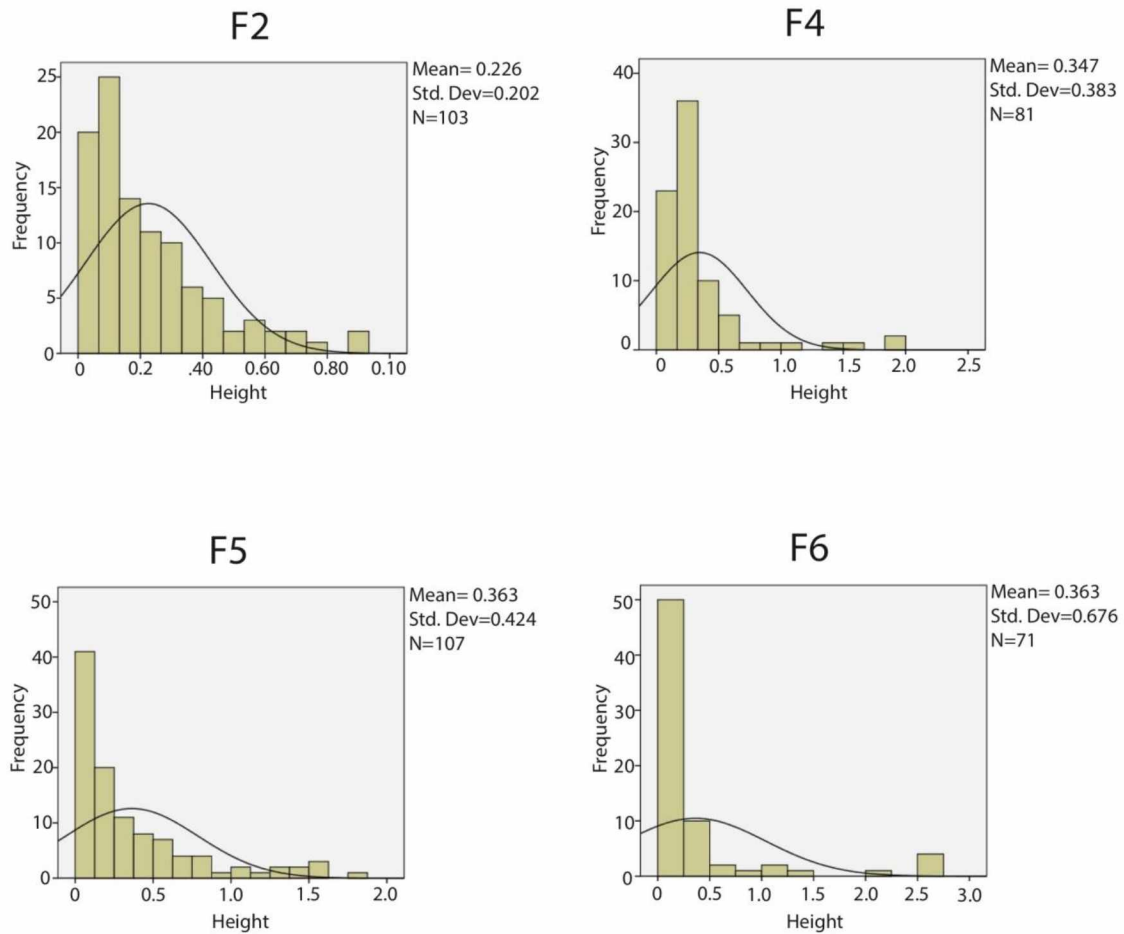 F2
Mean= 0.226
Std. Dev=0.202
N=103
Frequency
25
20
15
10
5
0
0 0.2 .40 0.60 0.80 0.10
Height
F4
Mean= 0.347
Std. Dev=0.383
N=81
Frequency
40
30
20
10
0
0 0.5 1.0 1.5 2.0 2.5
Height
F5
Mean= 0.363
Std. Dev=0.424
N=107
Frequency
50
40
30
20
10
0
0 0.5 1.0 1.5 2.0
Height
F6
Mean= 0.363
Std. Dev=0.676
N=71
Frequency
50
40
30
20
10
0
0 0.5 1.0 1.5 2.0 2.5 3.0
Height